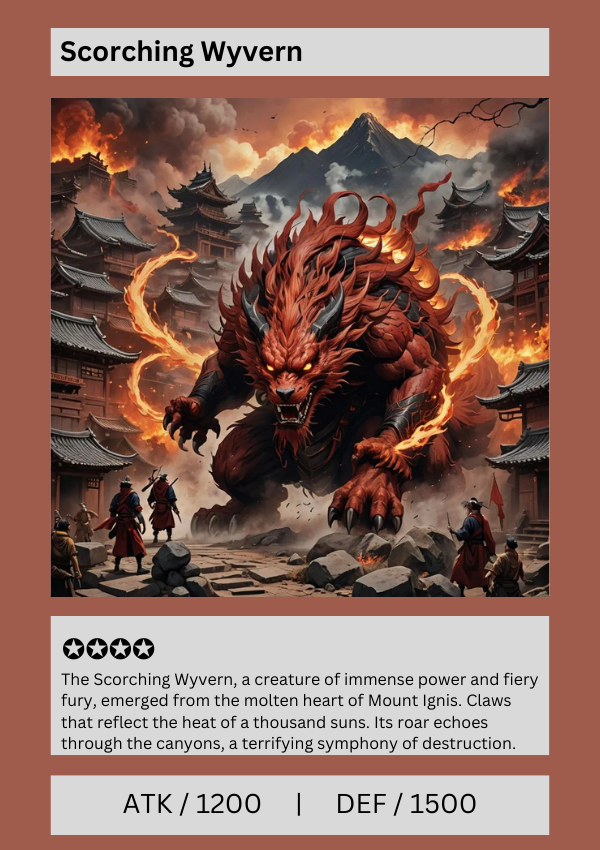 Scorching Wyvern
✪✪✪✪
The Scorching Wyvern, a creature of immense power and fiery
fury, emerged from the molten heart of Mount Ignis. Claws
that reflect the heat of a thousand suns. Its roar echoes
through the canyons, a terrifying symphony of destruction.
ATK / 1200 | DEF / 1500